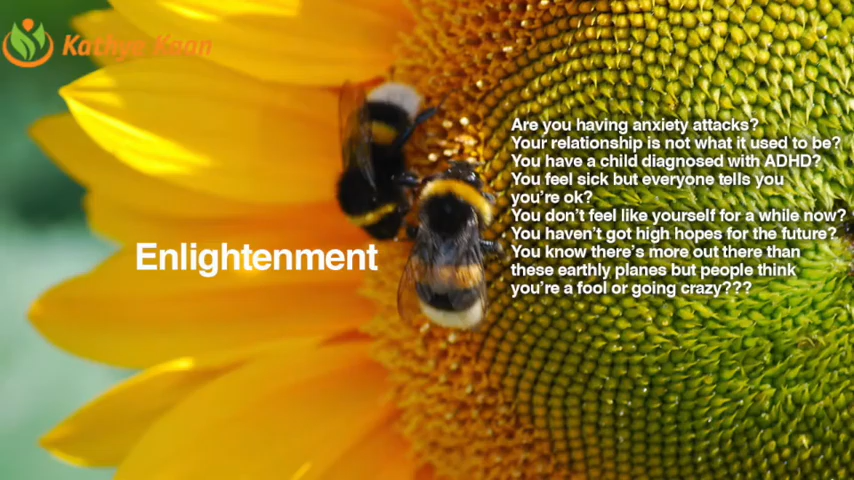 Kathye Kaan
Are you having anxiety attacks?
Your relationship is not what it used to be?
You have a child diagnosed with ADHD?
You feel sick but everyone tells you
you're ok?
You don't feel like yourself for a while now?
You haven't got high hopes for the future?
You know there's more out there than
these earthly planes but people think
you're a fool or going crazy???
Enlightenment